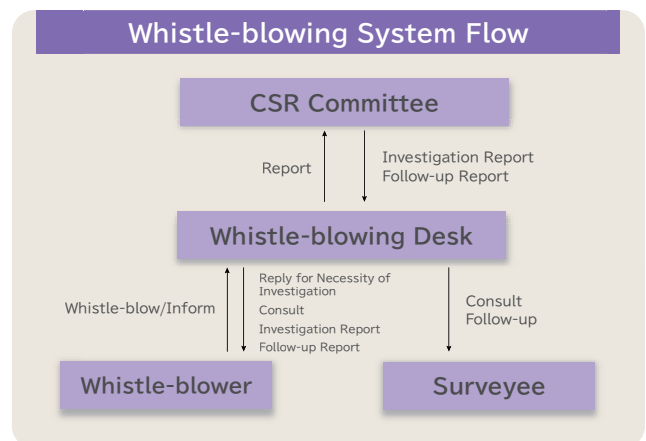 Whistle-blowing System Flow
CSR Committee
Report
Investigation Report
Follow-up Report
Whistle-blowing Desk
Whistle-blow/Inform
Reply for Necessity of
Investigation
Consult
Investigation Report
Follow-up Report
Consult
Follow-up
Whistle-blower
Surveyee